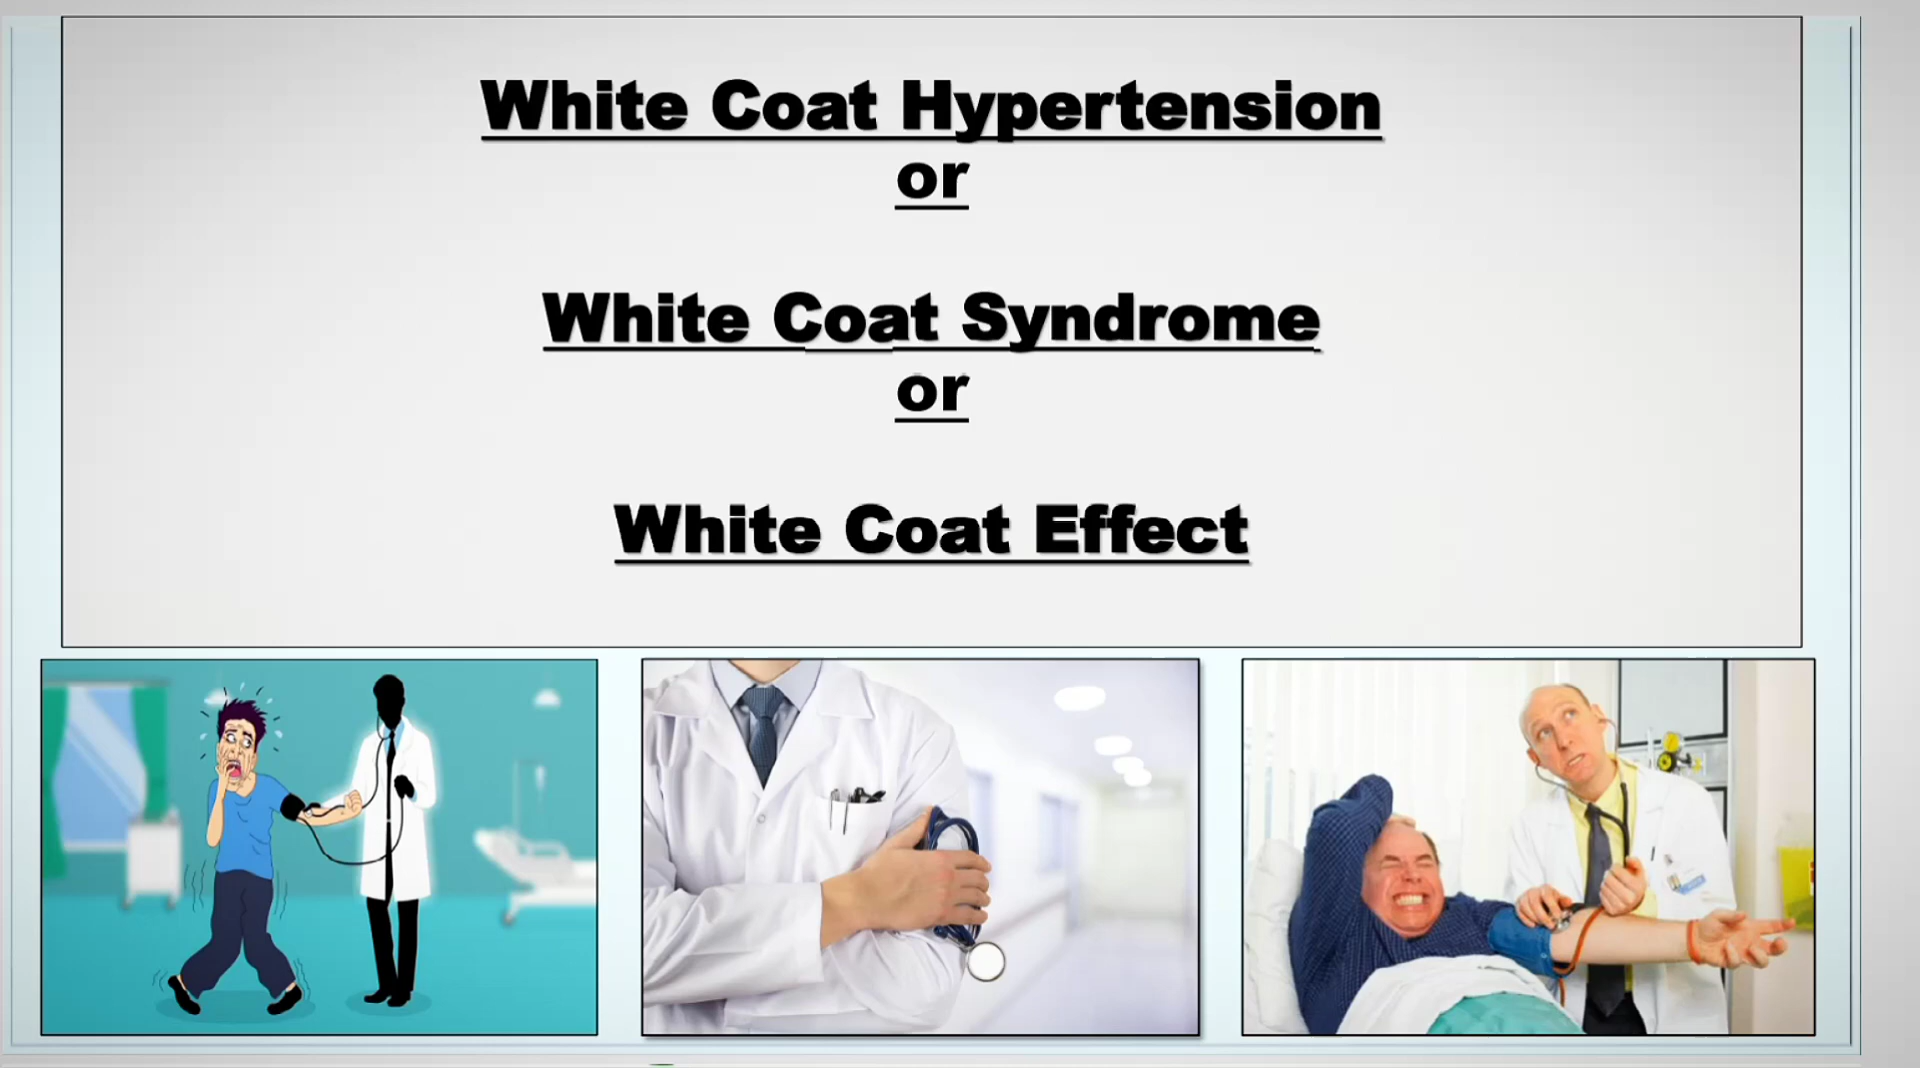 White Coat Hypertension
or
White Coat Syndrome
or
White Coat Effect